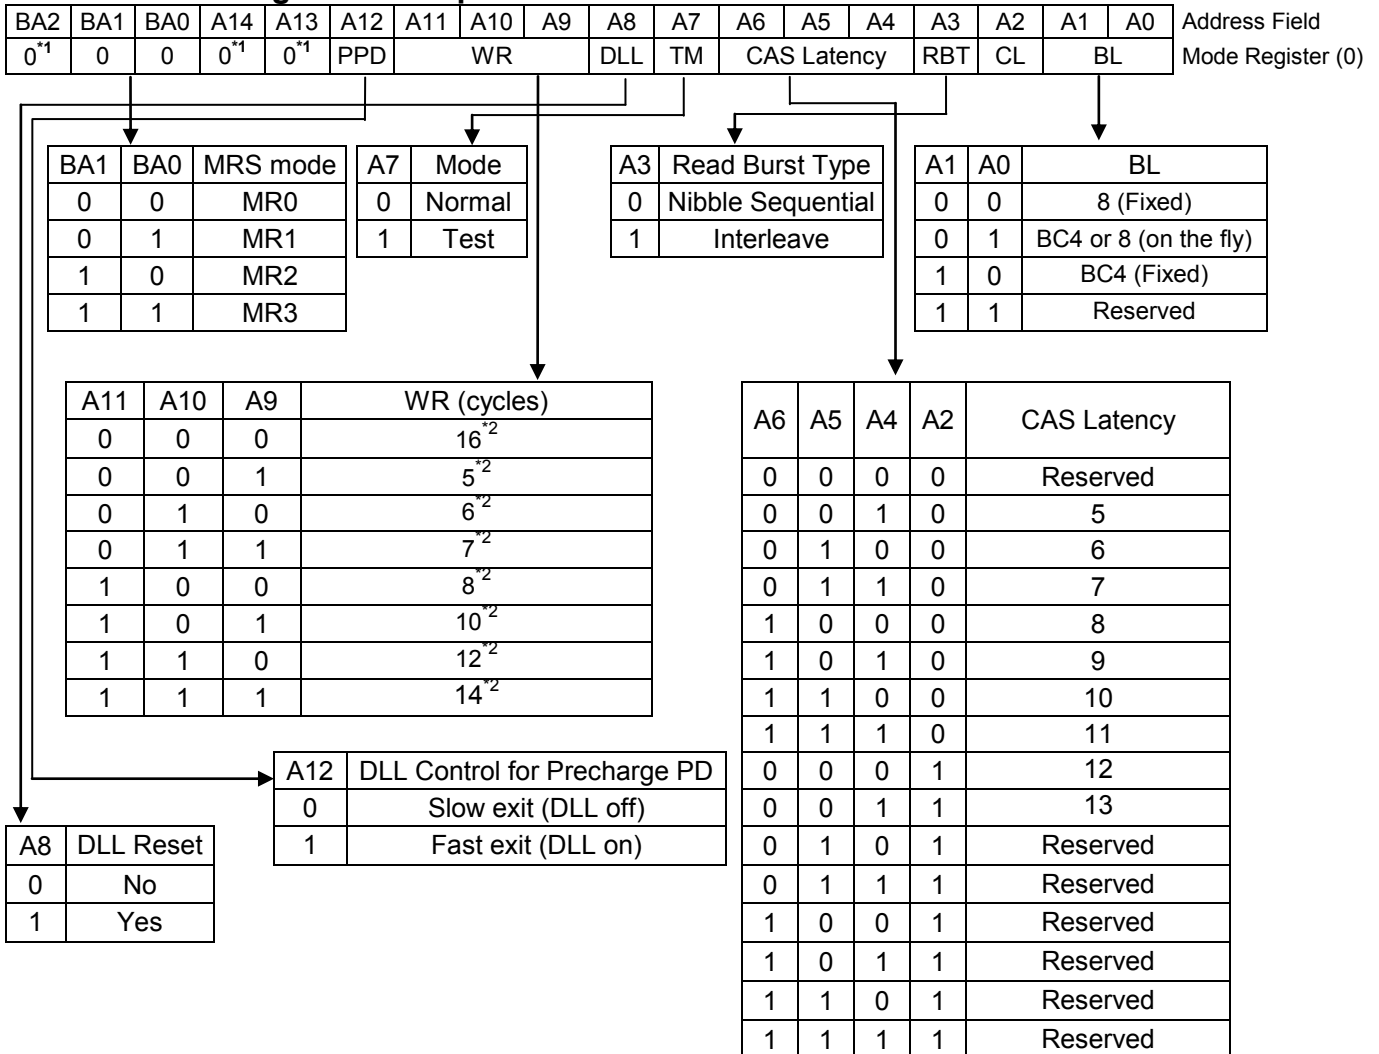 BA2 BA1 BA0 A14 A13 A12 A11 A10 A9 A8 A7 A6 A5 A4 A3 A2 A1 A0 Address Field
0*1 0 0 0*1 0*1 PPD WR DLL TM CAS Latency RBT CL BL Mode Register (0)
BA1 BA0 MRS mode
0 0 MR0
0 1 MR1
1 0 MR2
1 1 MR3
A7 Mode
0 Normal
1 Test
A3 Read Burst Type
0 Nibble Sequential
1 Interleave
A1 A0 BL
0 0 8 (Fixed)
0 1 BC4 or 8 (on the fly)
1 0 BC4 (Fixed)
1 1 Reserved
A11 A10 A9 WR (cycles)
0 0 0 16*2
0 0 1 5*2
0 1 0 6*2
0 1 1 7*2
1 0 0 8*2
1 0 1 10*2
1 1 0 12*2
1 1 1 14*2
A6 A5 A4 A2 CAS Latency
0 0 0 0 Reserved
0 0 1 0 5
0 1 0 0 6
0 1 1 0 7
1 0 0 0 8
1 0 1 0 9
1 1 0 0 10
1 1 1 0 11
0 0 0 1 12
0 0 1 1 13
0 1 0 1 Reserved
0 1 1 1 Reserved
1 0 0 1 Reserved
1 0 1 1 Reserved
1 1 0 1 Reserved
1 1 1 1 Reserved
A12 DLL Control for Precharge PD
0 Slow exit (DLL off)
1 Fast exit (DLL on)
A8 DLL Reset
0 No
1 Yes